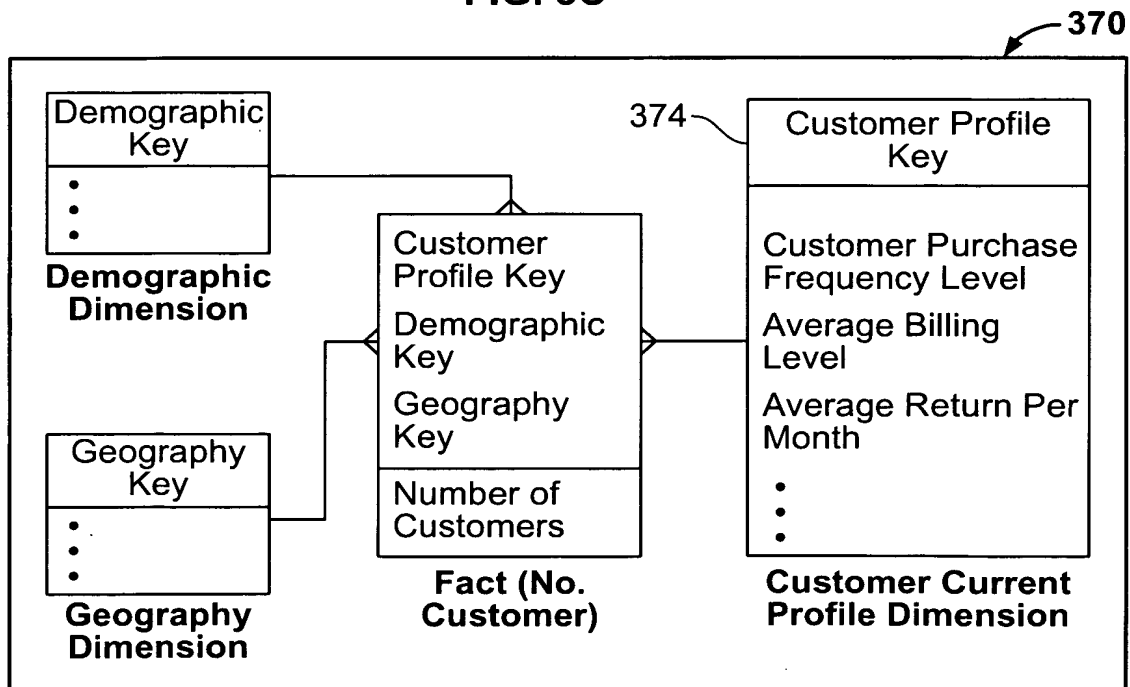 370
Demographic
Key
Demographic
Dimension
Geography
Key
Geography
Dimension
Customer
Profile Key
Demographic
Key
Geography
Key
Number of
Customers
Fact (No.
Customer)
374
Customer Profile
Key
Customer Purchase
Frequency Level
Average Billing
Level
Average Return Per
Month
Customer Current
Profile Dimension